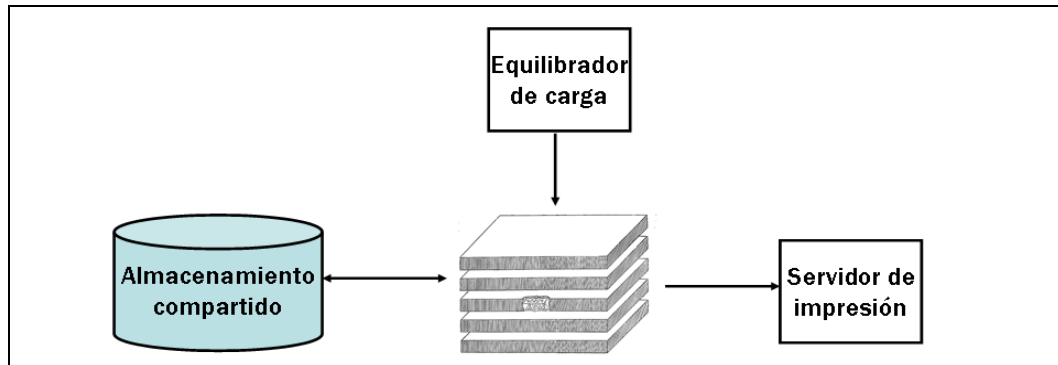 Equilibrador
de carga
Almacenamiento
compartido
Servidor de
impresión